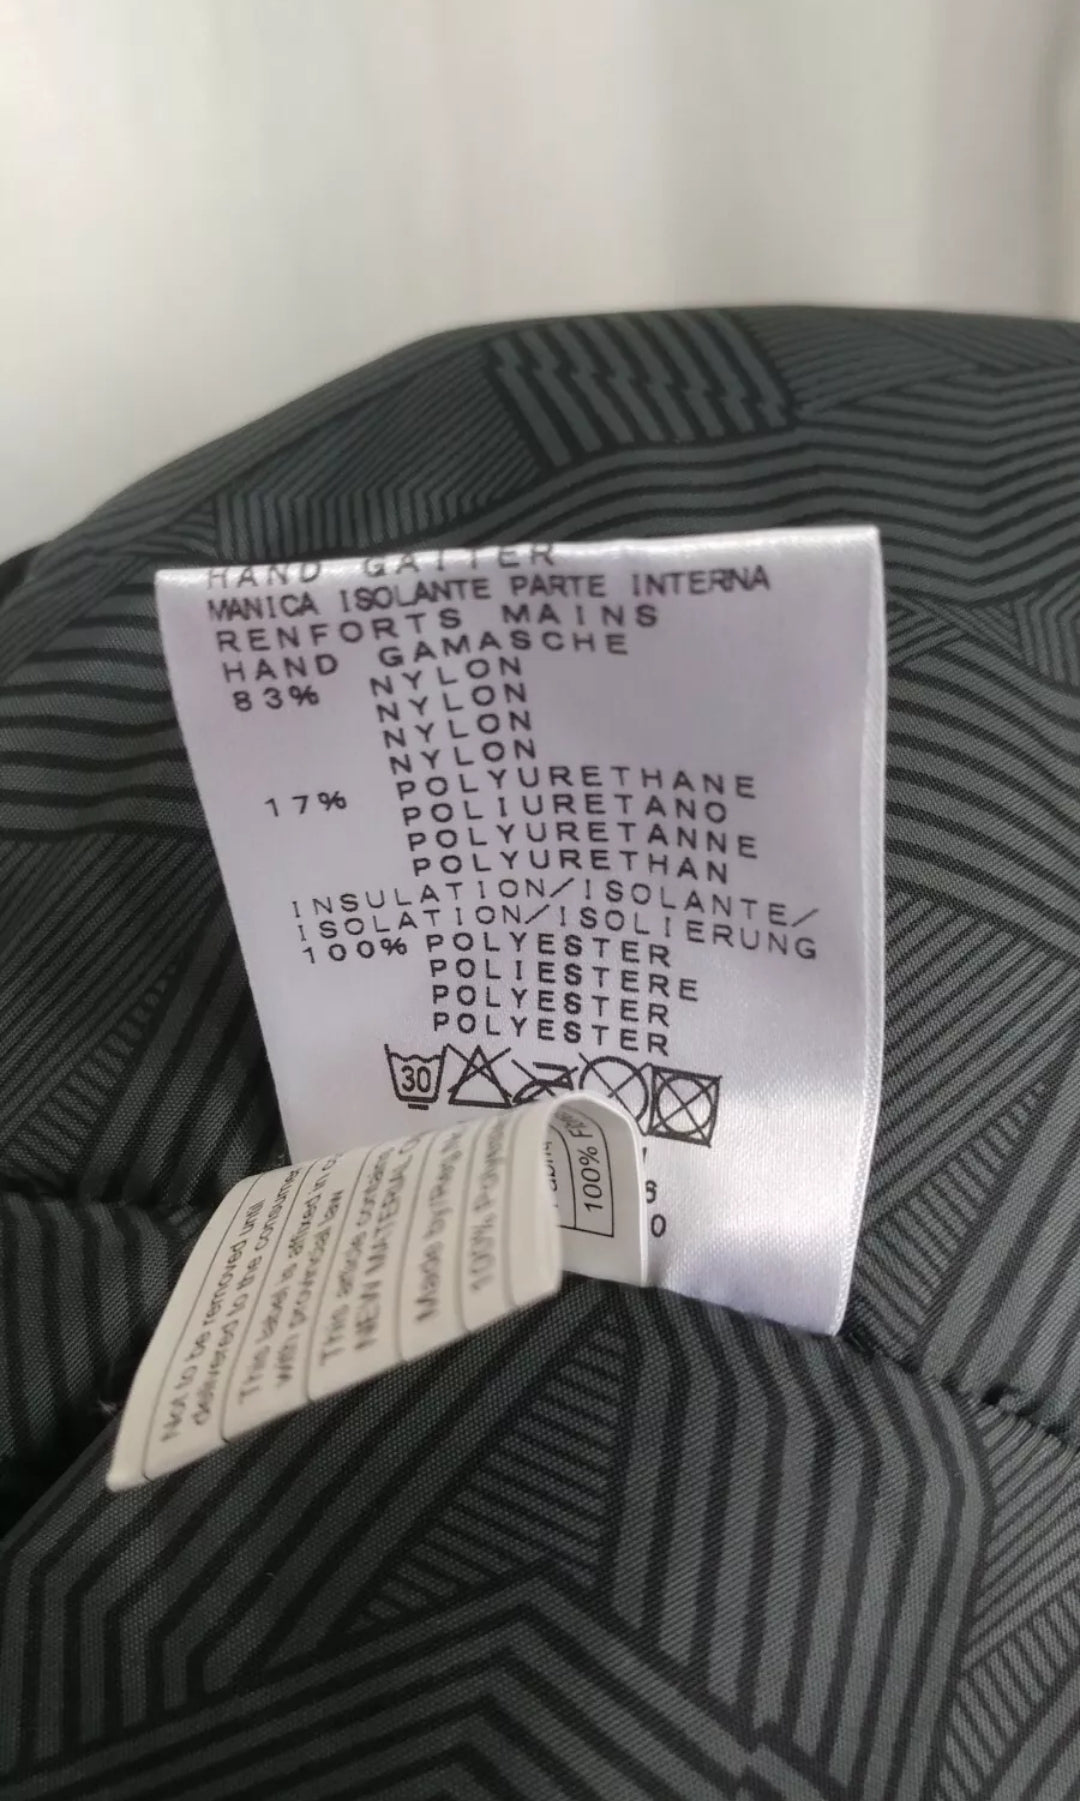 HAND GAITER
MANICA ISOLANTE PARTE INTERNA
RENFORTS MAINS
HAND GAMASCHE
83% NYLON
NYLON
NYLON
NYLON
17% POLYURETHANE
POLIURETANO
POLYURETANNE
POLYURETHAN
INSULATION/ISOLANTE/
ISOLATION/ISOLIERUNG
100% POLYESTER
POLIESTERE
POLYESTER
POLYESTER
30
0
Not to be removed until
delivered to the consumer
This label is affixed in
with provincial law
This article contains
NEW MATERIAL
Made by/Reg
100%
100%